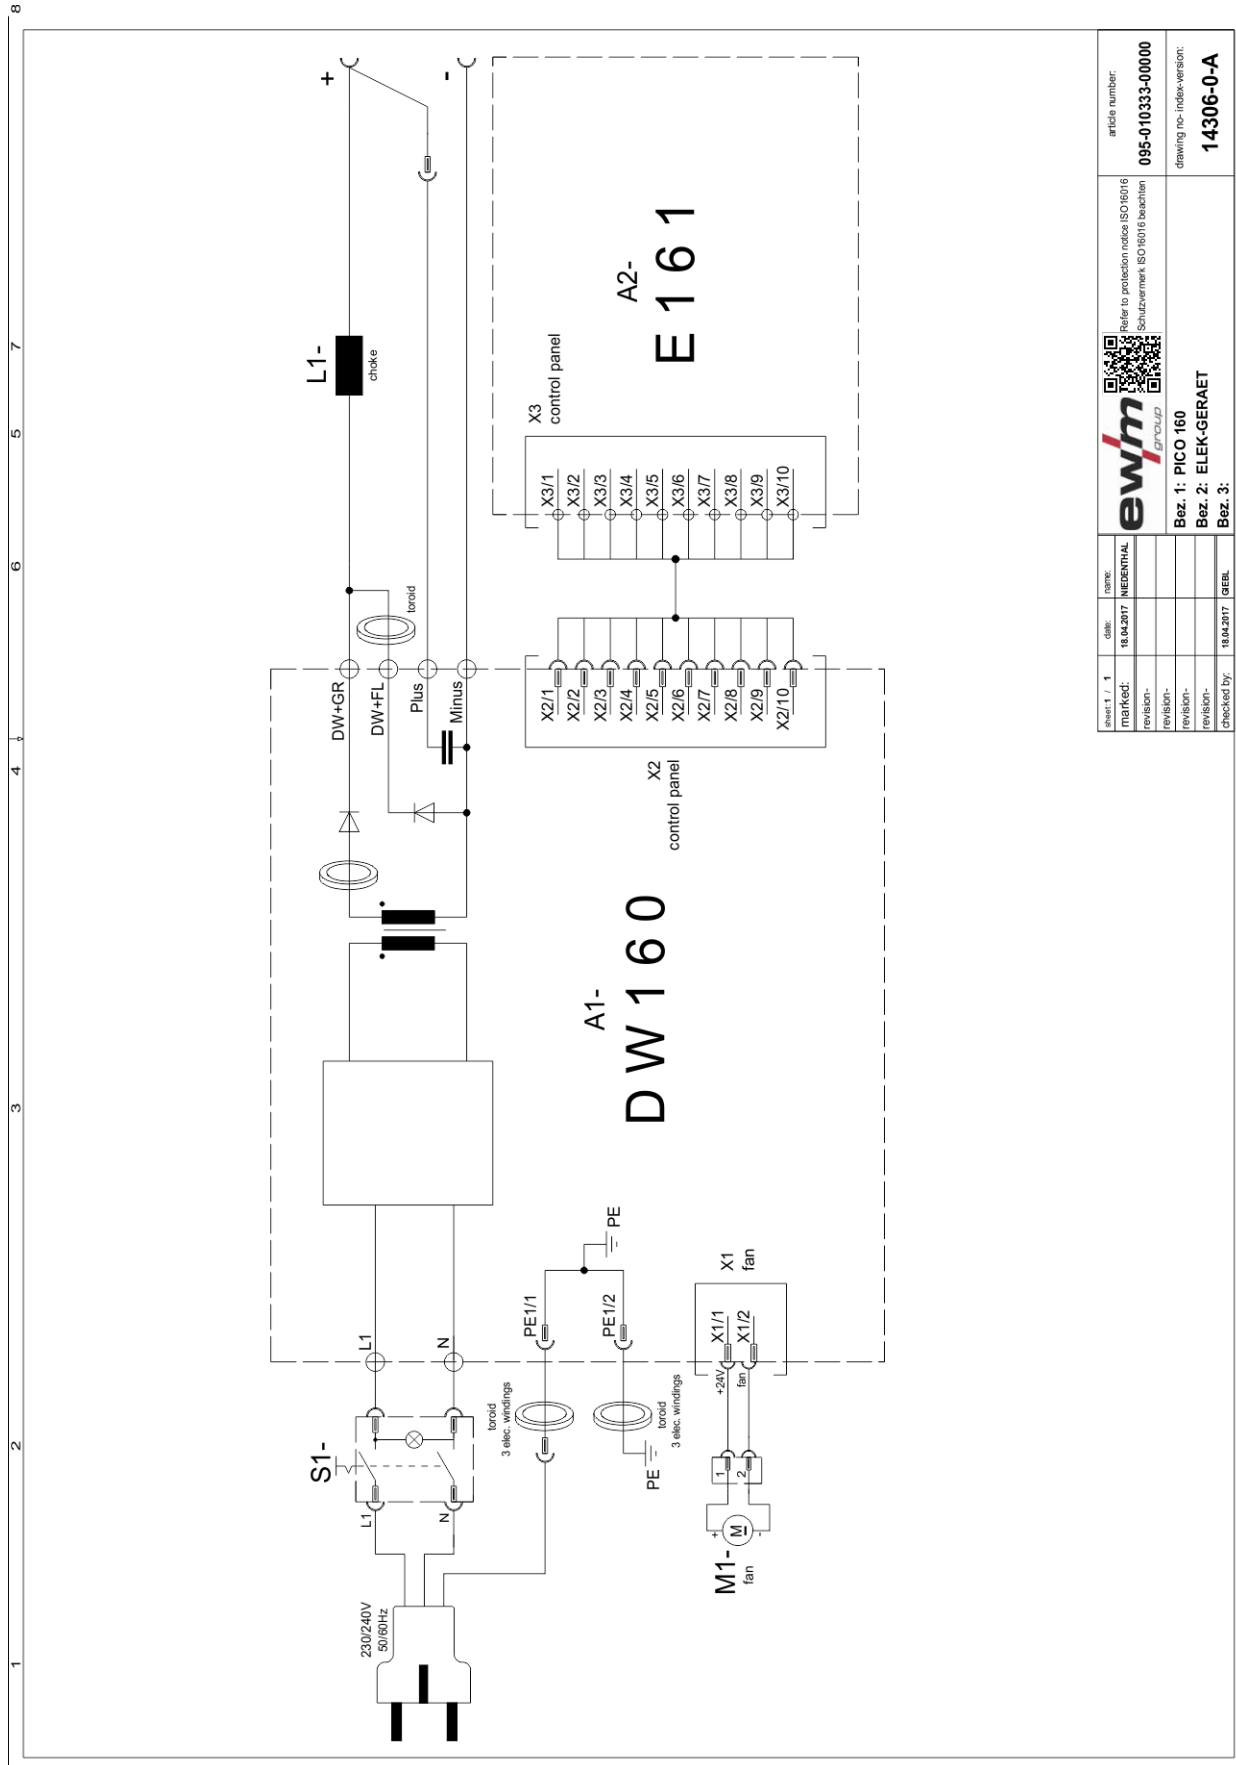 1
2
3
4
6
5
7
8
230/240V
50/60Hz
S1-
L1
N
L1
N
toroid
3 elec. windings
PE1/1
PE1/2
PE
toroid
3 elec. windings
PE
M1-
fan
M
+
-
1
2
+24V
fan
X1/1
X1/2
X1
fan
A1-
DW160
DW+GR
DW+FL
Plus
Minus
toroid
L1-
choke
+
-
X2
control panel
X2/1
X2/2
X2/3
X2/4
X2/5
X2/6
X2/7
X2/8
X2/9
X2/10
X3
control panel
X3/1
X3/2
X3/3
X3/4
X3/5
X3/6
X3/7
X3/8
X3/9
X3/10
A2-
E161
sheet: 1 / 1
date:
name:
marked:
18.04.2017
NIEDENTHAL
revision-
revision-
revision-
revision-
checked by:
18.04.2017
GIEBL
ewm
group
Refer to protection notice ISO16016
Schutzvermerk ISO16016 beachten
Bez. 1: PICO 160
Bez. 2: ELEK-GERAET
Bez. 3:
article number:
095-010333-00000
drawing no- index-version:
14306-0-A